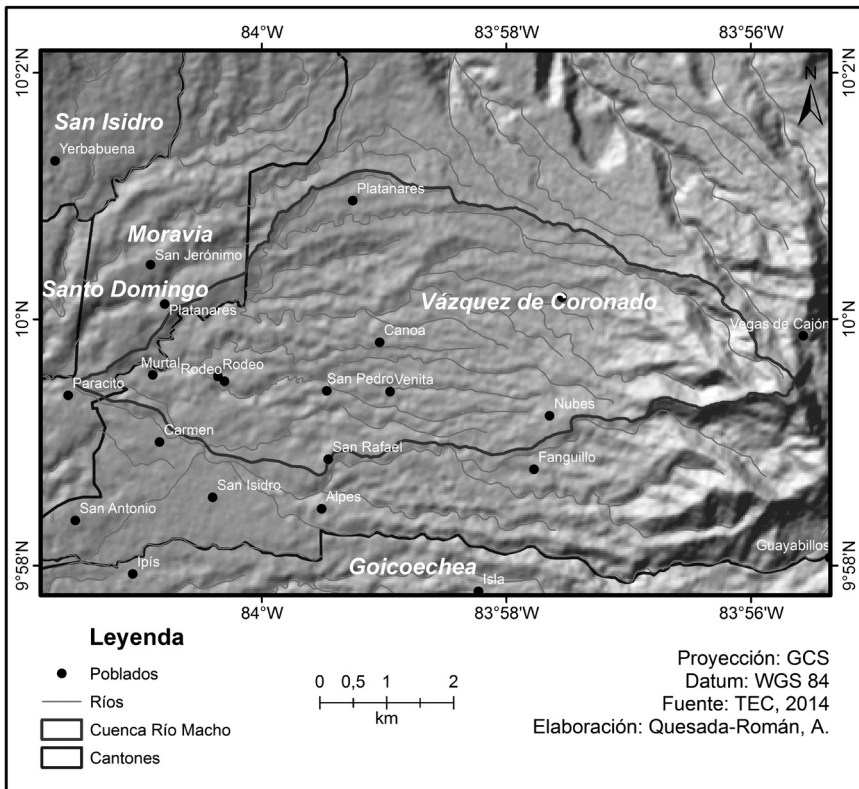 84°W 83°58'W 83°56'W
10°2'N 10°2'N
N
San Isidro
Yerbabuena
Platanares
Moravia
San Jerónimo
Santo Domingo
Platanares
Vázquez de Coronado
10°N 10°N
Vegas de Cajón
Canoa
Murtal Rodeo Rodeo
Paracito
San Pedro Venita
Nubes
Carmen
San Rafael
Fanguillo
San Isidro
Alpes
San Antonio
Guayabillos
Ipís
9°58'N 9°58'N
Goicoechea
Isla
84°W 83°58'W 83°56'W
Leyenda
Poblados
Ríos
Cuenca Río Macho
Cantones
0 0,5 1 2
km
Proyección: GCS
Datum: WGS 84
Fuente: TEC, 2014
Elaboración: Quesada-Román, A.